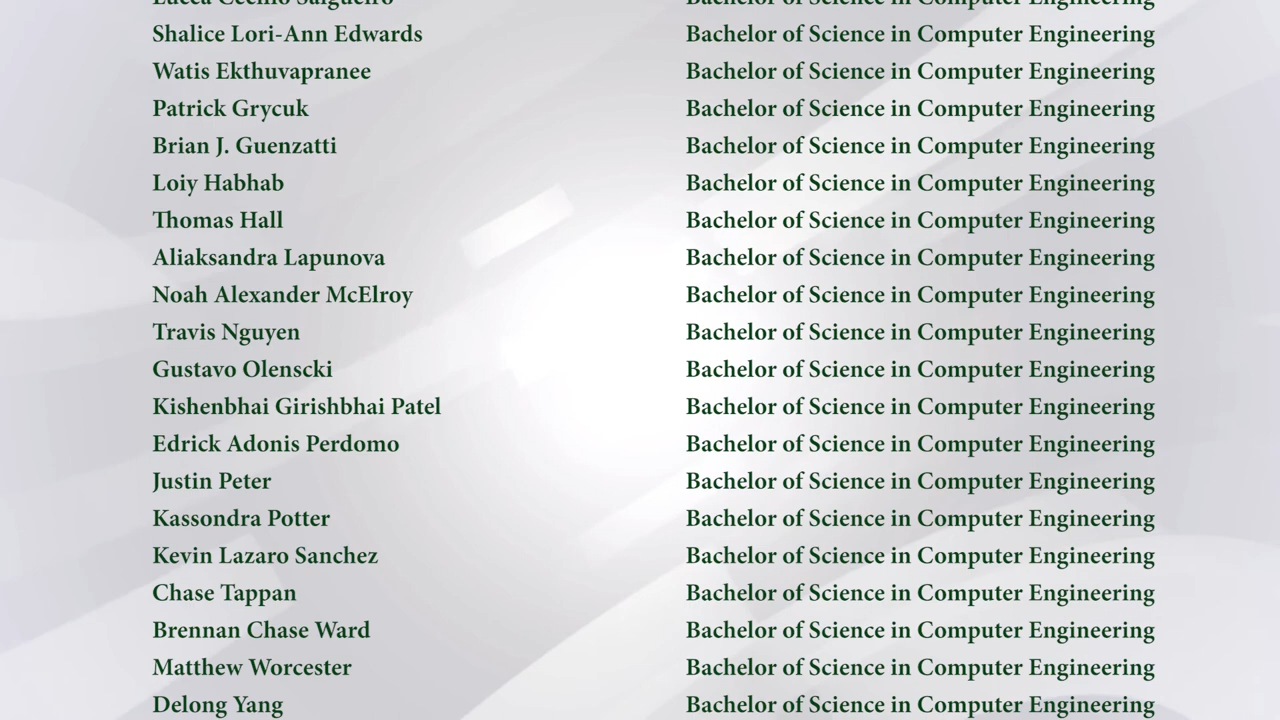 Shalice Lori-Ann Edwards Bachelor of Science in Computer Engineering
Watis Ekthuvapranee Bachelor of Science in Computer Engineering
Patrick Grycuk Bachelor of Science in Computer Engineering
Brian J. Guenzatti Bachelor of Science in Computer Engineering
Loiy Habhab Bachelor of Science in Computer Engineering
Thomas Hall Bachelor of Science in Computer Engineering
Aliaksandra Lapunova Bachelor of Science in Computer Engineering
Noah Alexander McElroy Bachelor of Science in Computer Engineering
Travis Nguyen Bachelor of Science in Computer Engineering
Gustavo Olenscki Bachelor of Science in Computer Engineering
Kishenbhai Girishbhai Patel Bachelor of Science in Computer Engineering
Edrick Adonis Perdomo Bachelor of Science in Computer Engineering
Justin Peter Bachelor of Science in Computer Engineering
Kassondra Potter Bachelor of Science in Computer Engineering
Kevin Lazaro Sanchez Bachelor of Science in Computer Engineering
Chase Tappan Bachelor of Science in Computer Engineering
Brennan Chase Ward Bachelor of Science in Computer Engineering
Matthew Worcester Bachelor of Science in Computer Engineering
Delong Yang Bachelor of Science in Computer Engineering